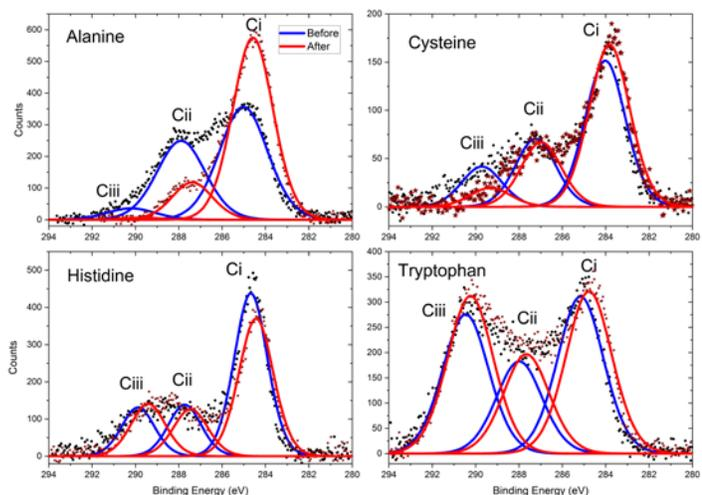 Alanine
Ci
Before
After
Cii
Ciii
Counts
600
500
400
300
200
100
0
294 292 290 288 286 284 282 280
Cysteine
Ci
Cii
Ciii
200
150
100
50
0
294 292 290 288 286 284 282 280
Histidine
Ci
Ciii Cii
Counts
500
400
300
200
100
0
294 292 290 288 286 284 282 280
Binding Energy (eV)
Tryptophan
Ci
Ciii
Cii
400
350
300
250
200
150
100
50
0
294 292 290 288 286 284 282 280
Binding Energy (eV)